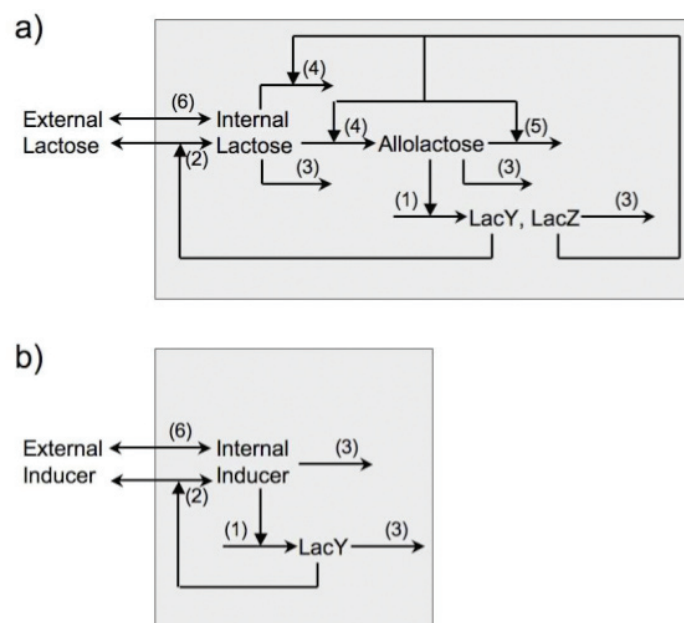 a)
(4)
(6)
External Internal
Lactose (2) Lactose (4) Allolactose (5)
(3) (3)
(1) (3)
LacY, LacZ
b)
(6)
External Internal (3)
Inducer (2) Inducer
(1) (3)
LacY